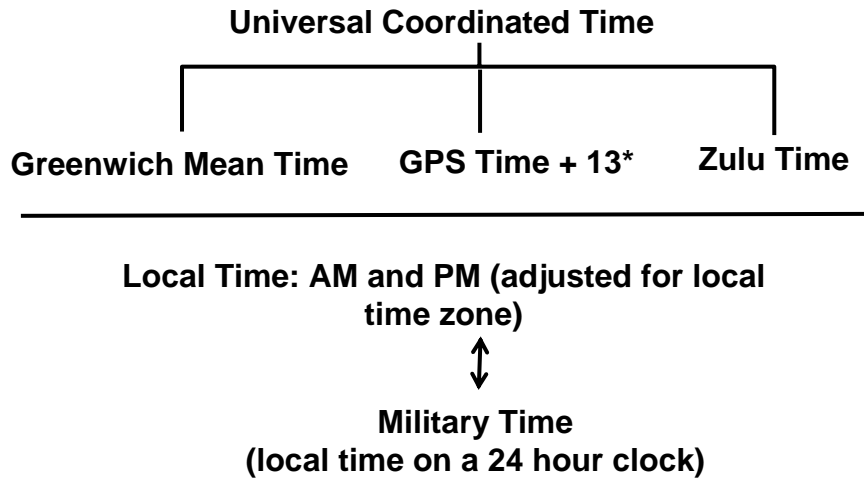 Universal Coordinated Time
Greenwich Mean Time
GPS Time + 13*
Zulu Time
Local Time: AM and PM (adjusted for local
time zone)
Military Time
(local time on a 24 hour clock)